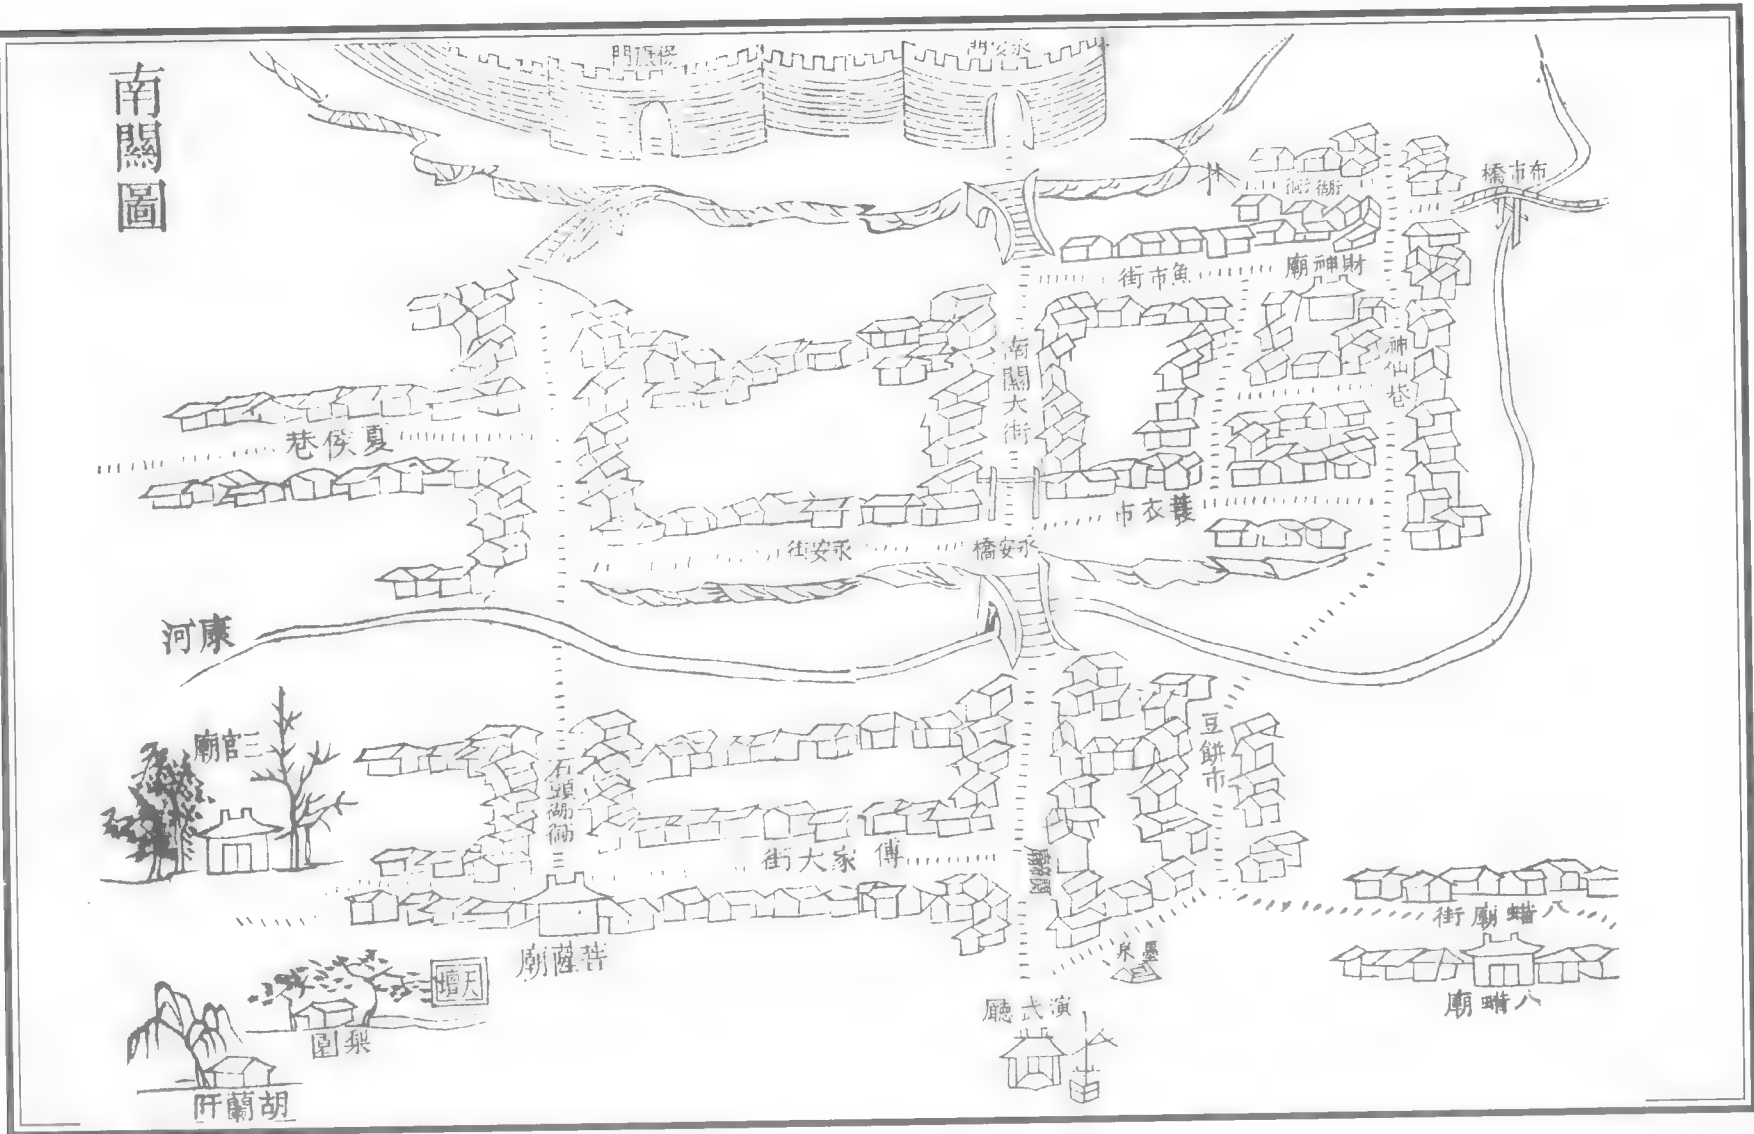 南關圖
永安門
布市橋
林
衚衕
財神廟
魚市街
神仙巷
南關大街
夏侯巷
蓑衣市
永安橋
永安街
康河
三官廟
豆餅市
石頭衚衕
傅家大街
八蜡廟街
墨泉
菩薩廟
天壇
八蜡廟
演武廳
梨園
胡蘭阡